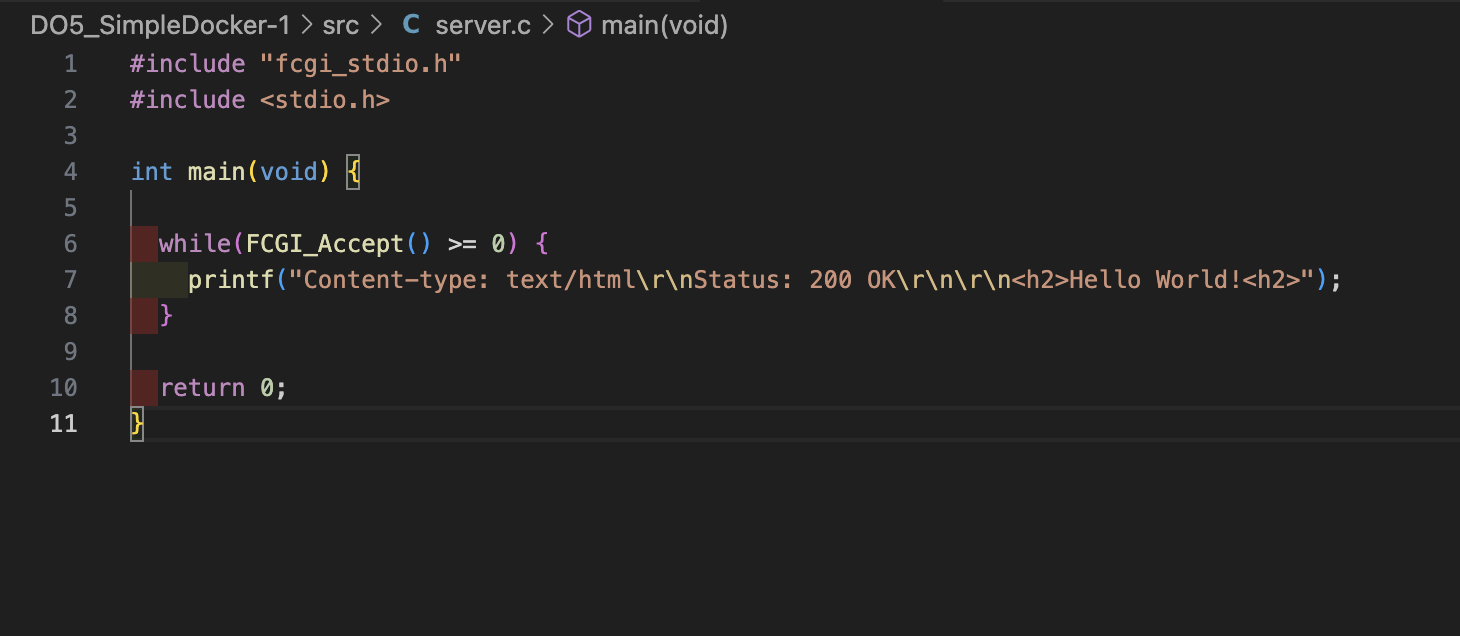 DO5_SimpleDocker-1 > src > C server.c > main(void)
1 #include "fcgi_stdio.h"
2 #include <stdio.h>
3
4 int main(void) {
5
6   while(FCGI_Accept() >= 0) {
7     printf("Content-type: text/html\r\nStatus: 200 OK\r\n\r\n<h2>Hello World!<h2>");
8   }
9
10   return 0;
11 }